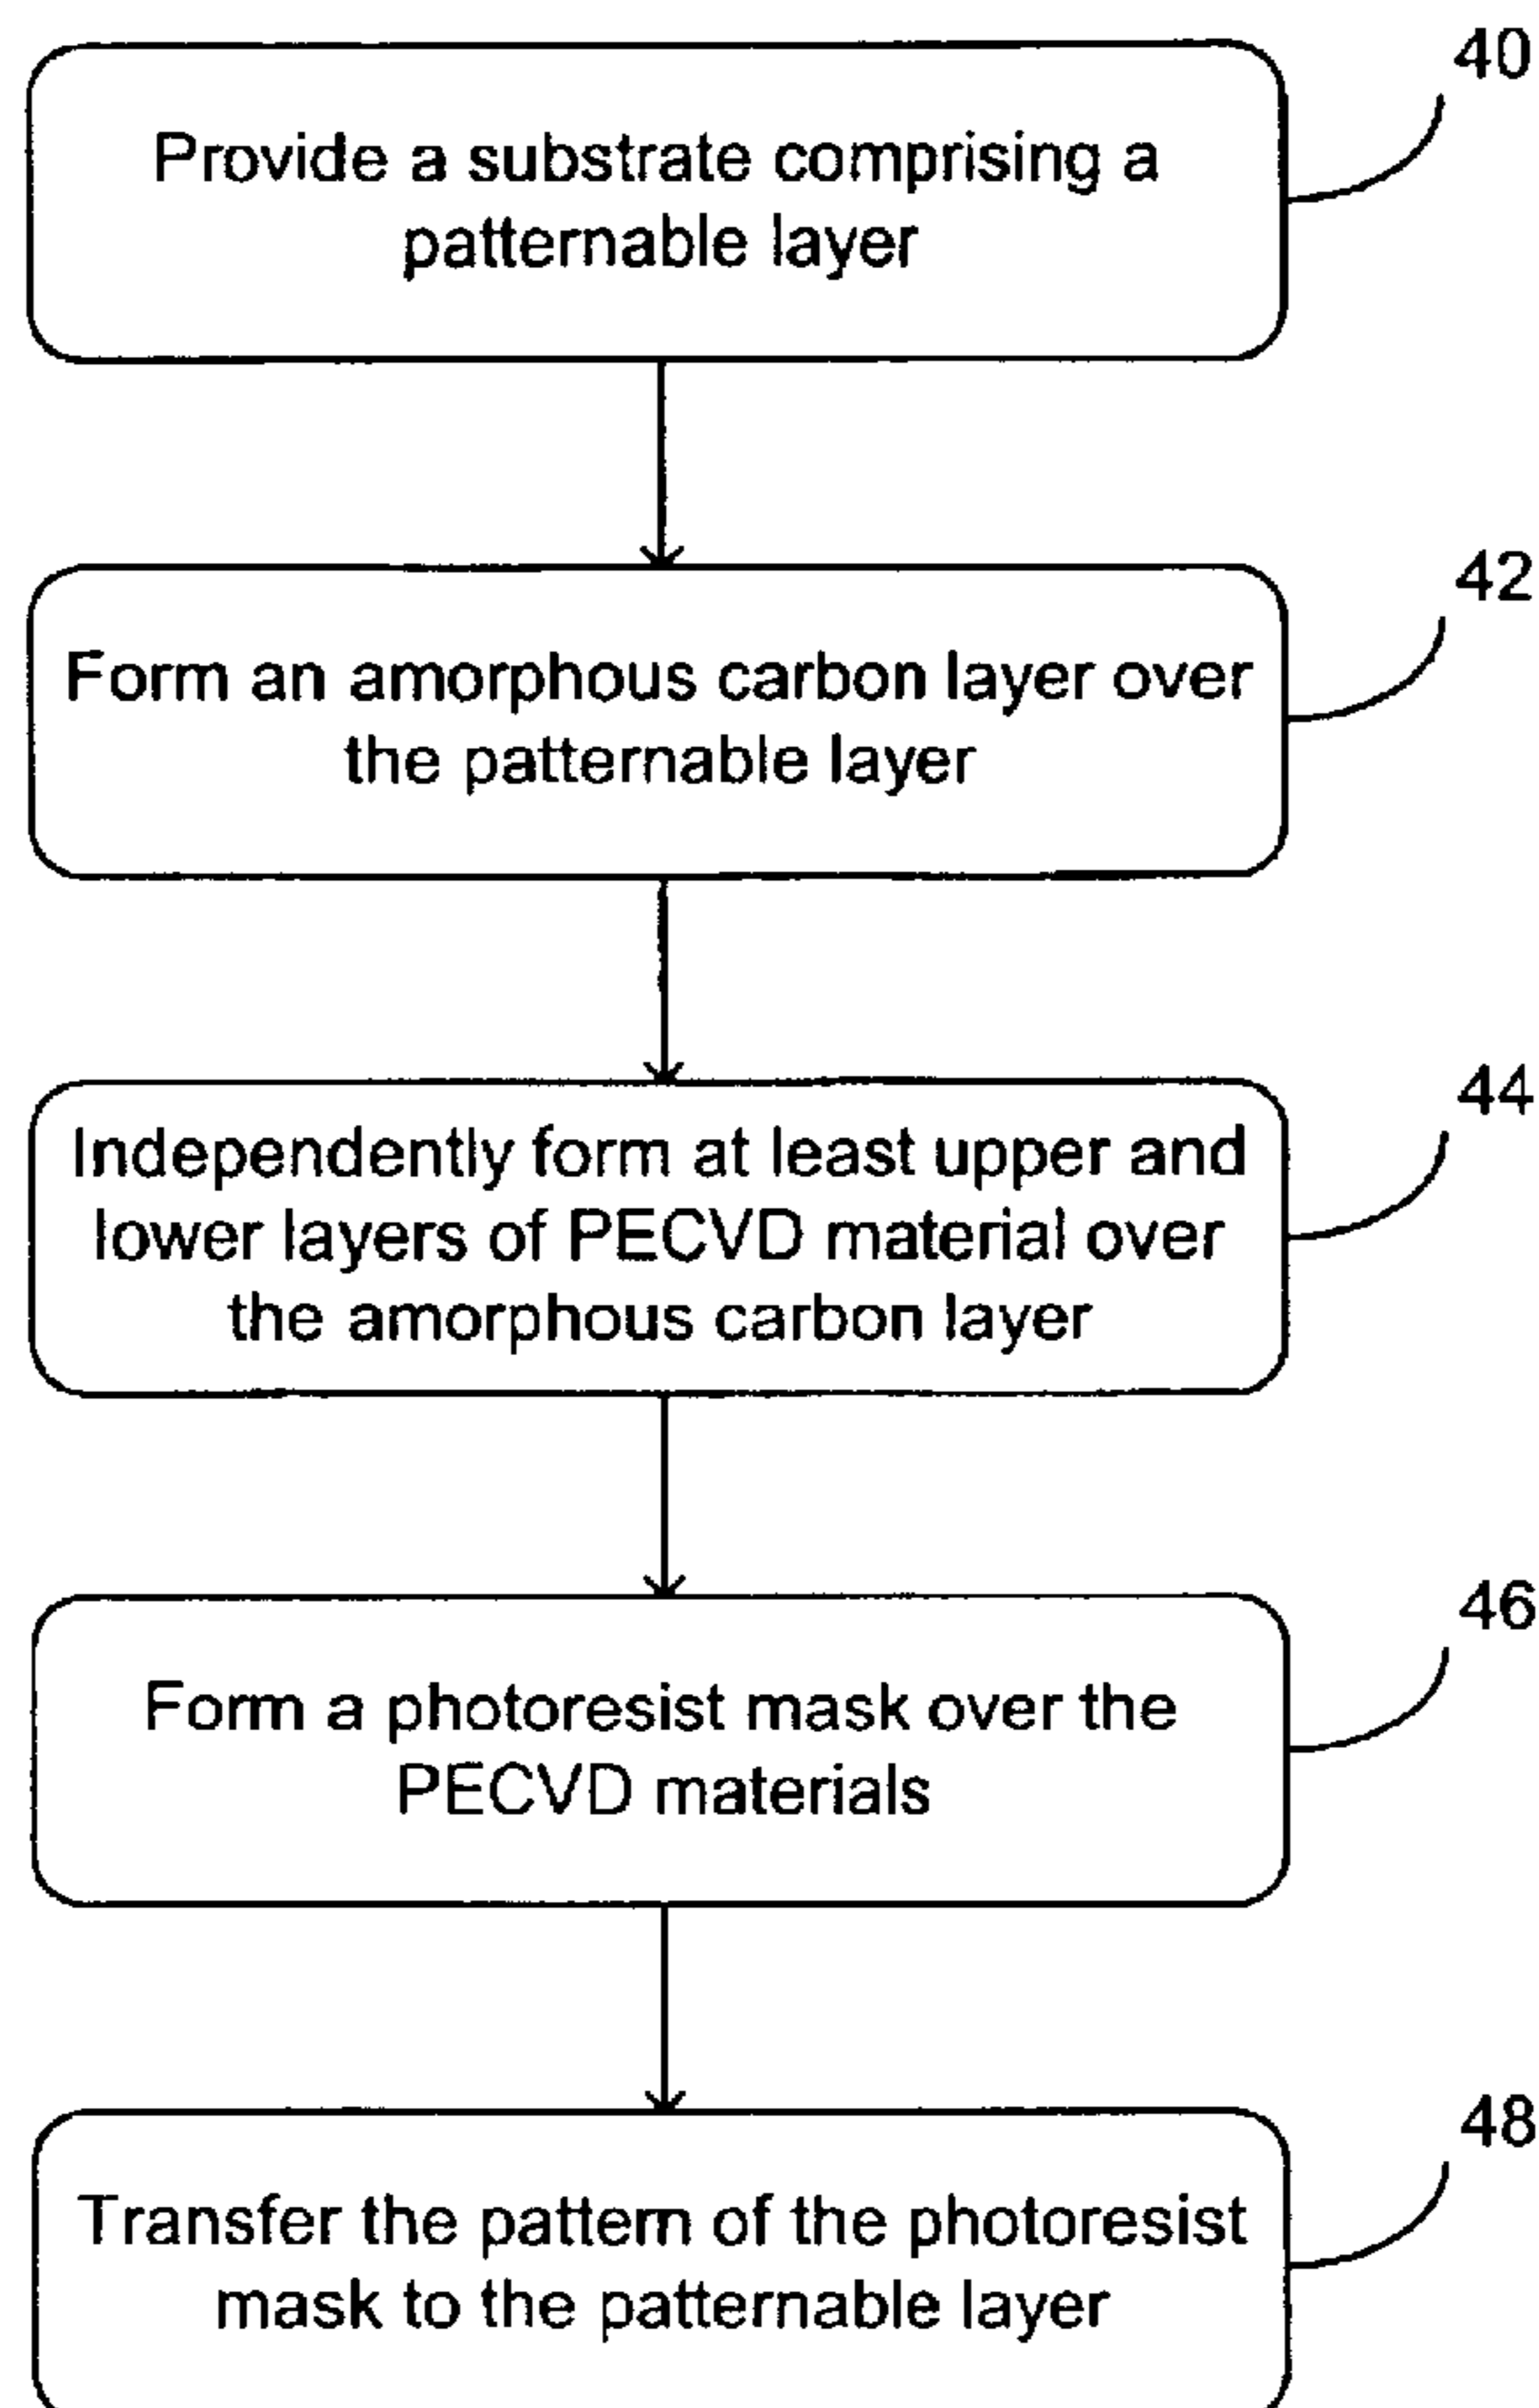 40
Provide a substrate comprising a
patternable layer
42
Form an amorphous carbon layer over
the patternable layer
44
Independently form at least upper and
lower layers of PECVD material over
the amorphous carbon layer
46
Form a photoresist mask over the
PECVD materials
48
Transfer the pattern of the photoresist
mask to the patternable layer